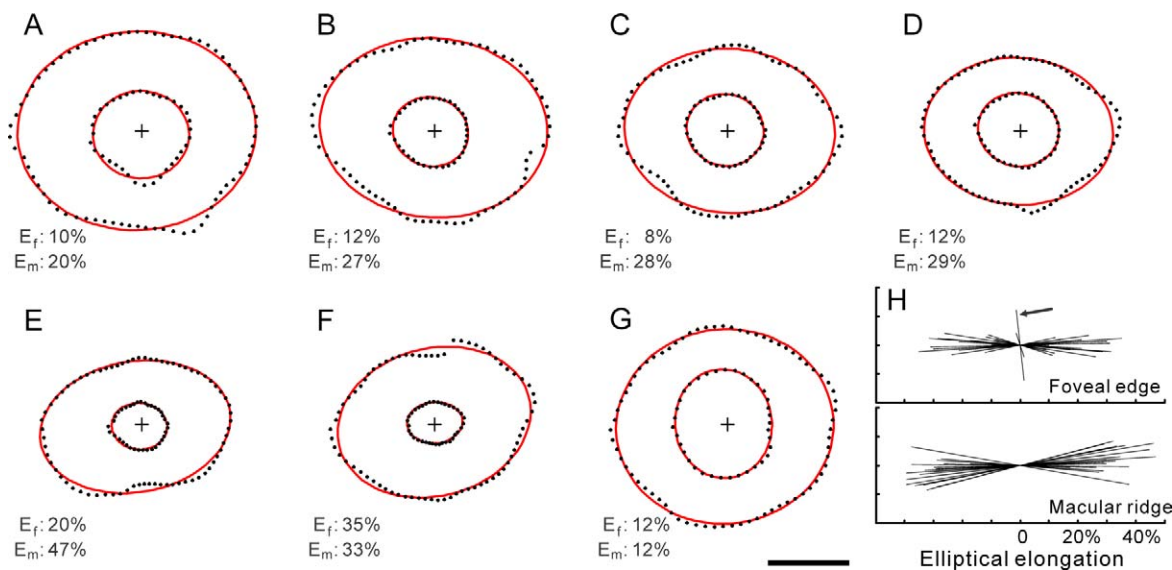 A
B
C
D
E_f: 10%
E_m: 20%
E_f: 12%
E_m: 27%
E_f: 8%
E_m: 28%
E_f: 12%
E_m: 29%
E
F
G
H
E_f: 20%
E_m: 47%
E_f: 35%
E_m: 33%
E_f: 12%
E_m: 12%
Foveal edge
Macular ridge
0 20% 40%
Elliptical elongation